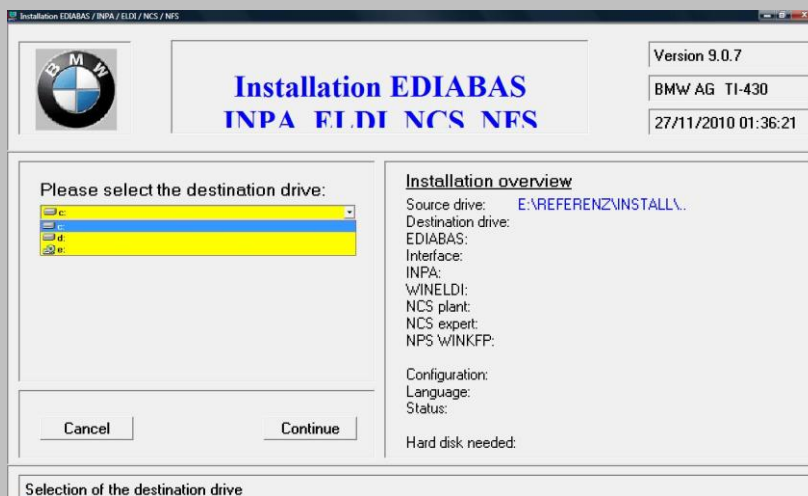 Installation EDIABAS / INPA / ELDI / NCS / NFS
BMW
Installation EDIABAS
INPA ELDI NCS NFS
Version 9.0.7
BMW AG TI-430
27/11/2010 01:36:21
Please select the destination drive:
c:
c:
d:
e:
Cancel
Continue
Installation overview
Source drive: E:\REFERENZ\INSTALL\..
Destination drive:
EDIABAS:
Interface:
INPA:
WINELDI:
NCS plant:
NCS expert:
NPS WINKFP:
Configuration:
Language:
Status:
Hard disk needed:
Selection of the destination drive